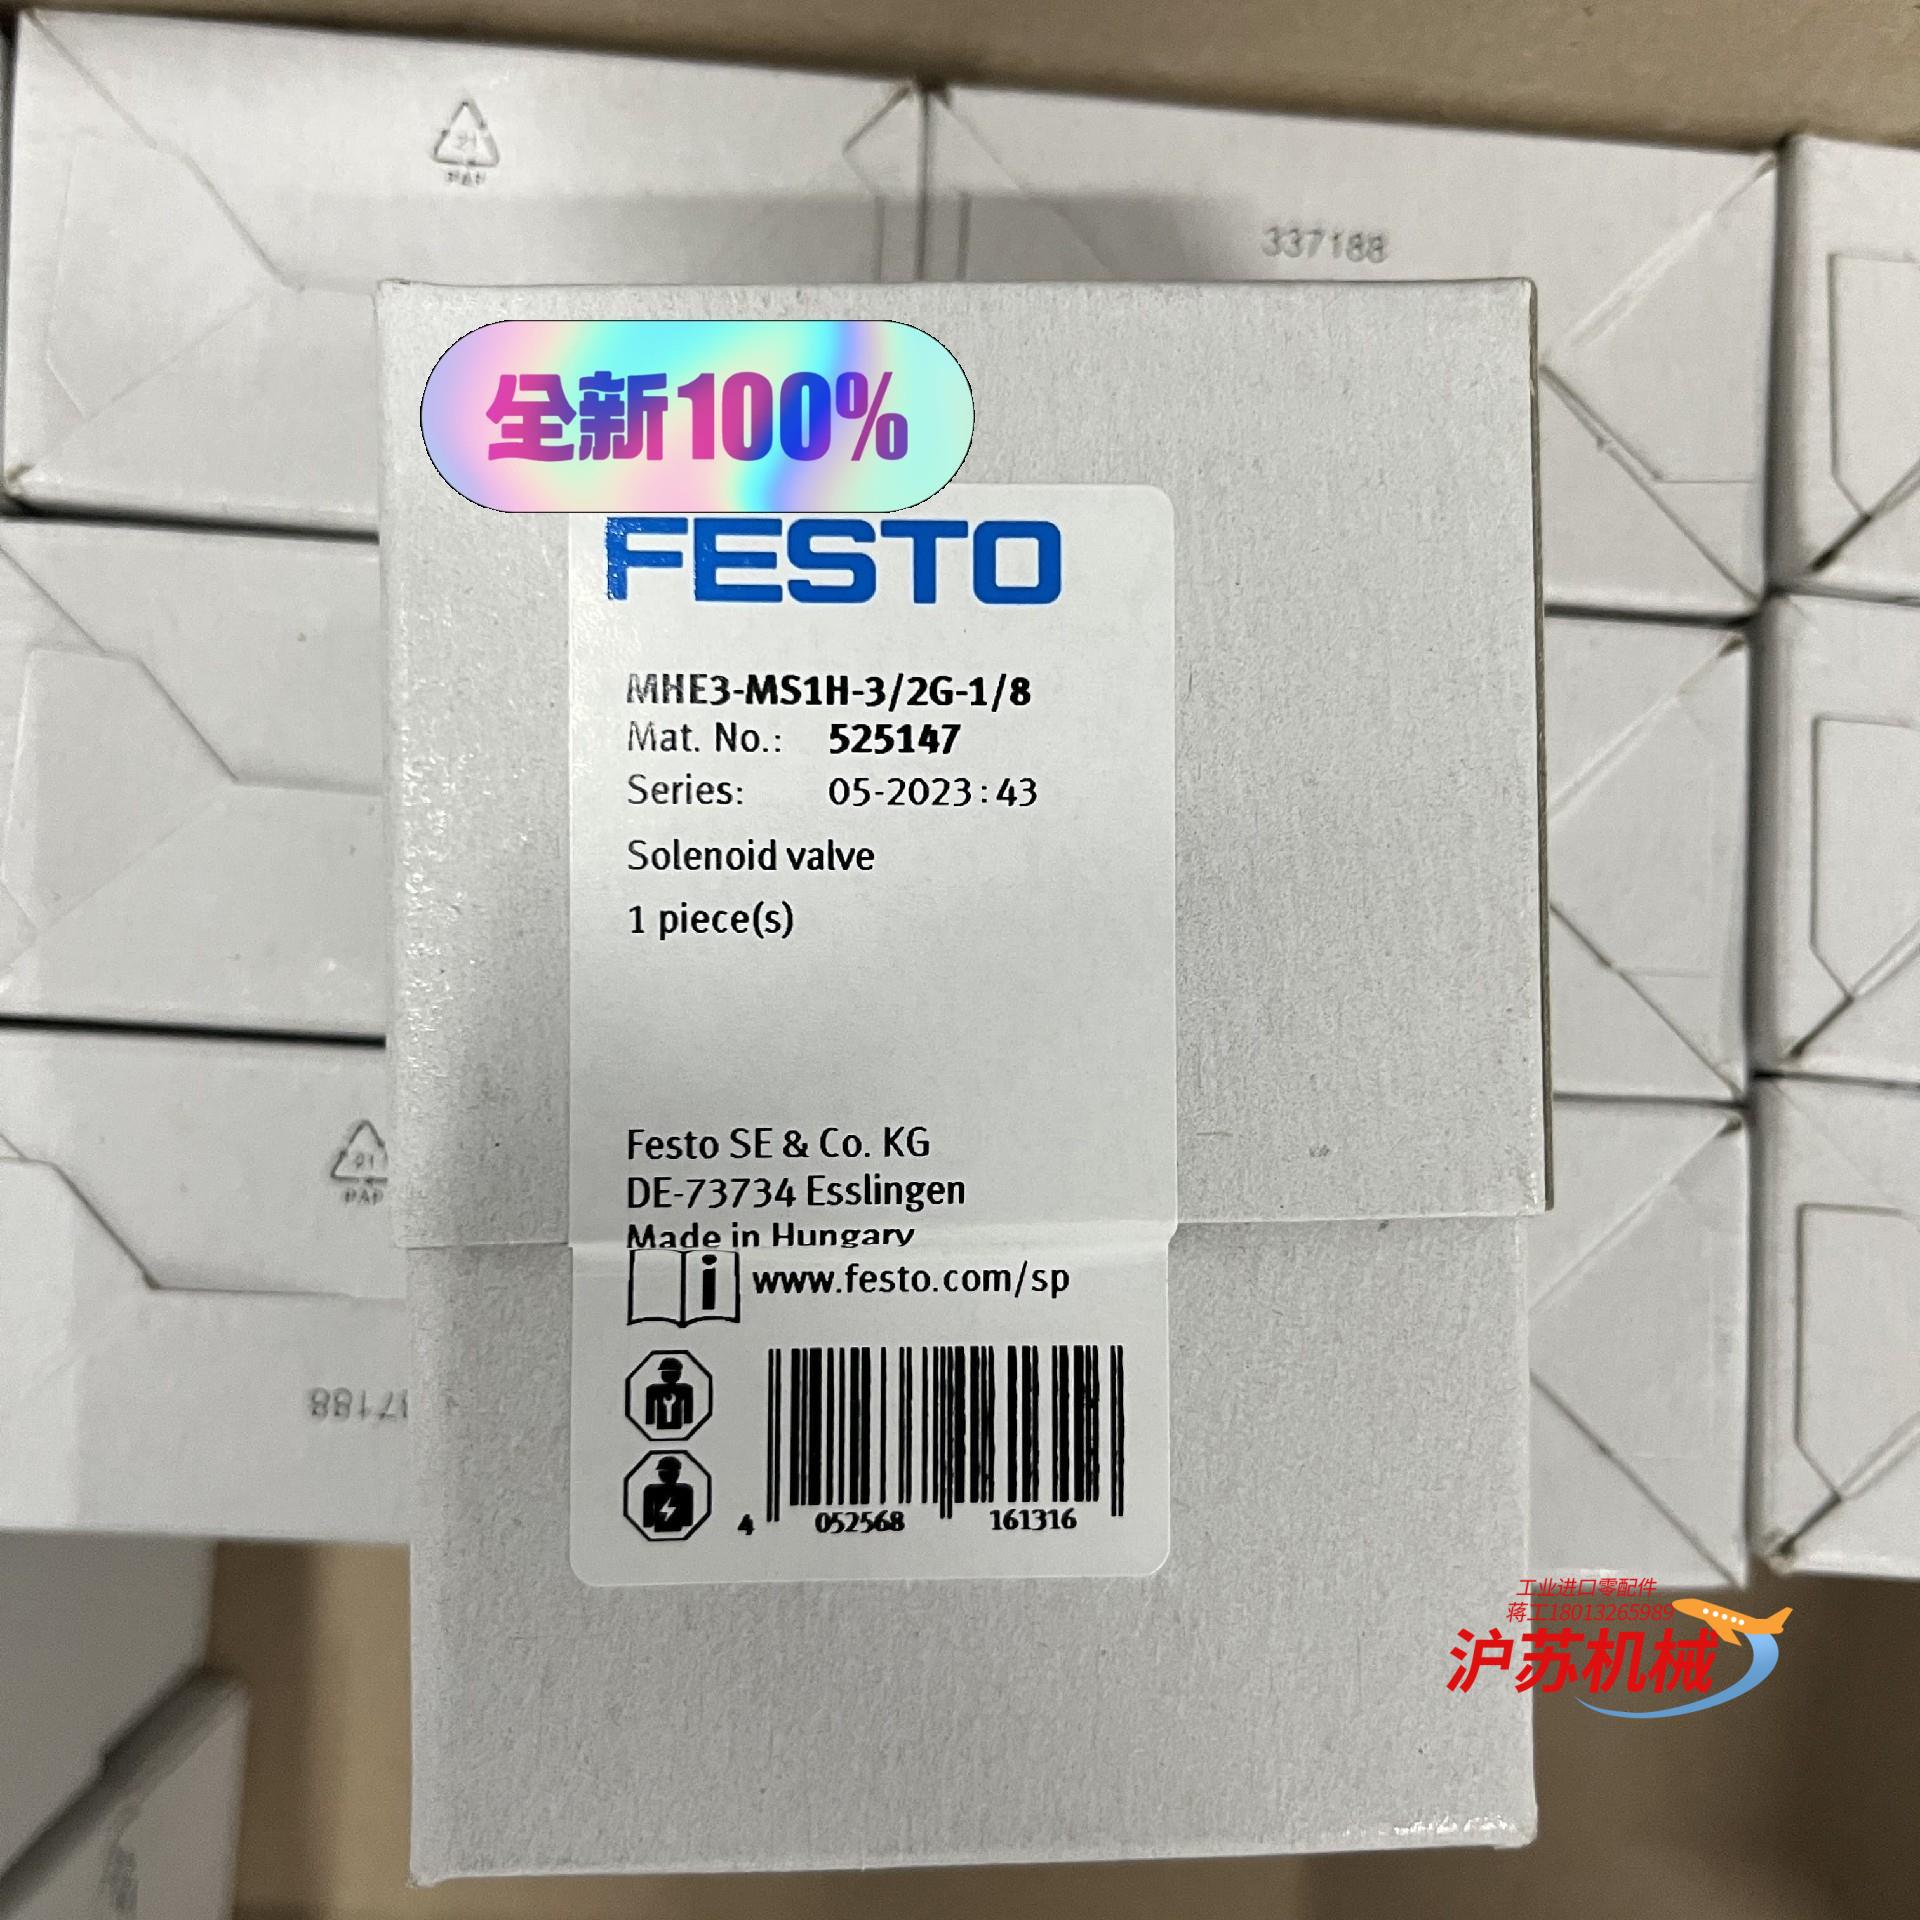 21
PAP
337188
全新100%
FESTO
MHE3-MS1H-3/2G-1/8
Mat. No.: 525147
Series: 05-2023:43
Solenoid valve
1 piece(s)
Festo SE & Co. KG
DE-73734 Esslingen
Made in Hungary
i www.festo.com/sp
4 052568 161316
PAP
工业进口零配件
蒋工18013265989
沪苏机械